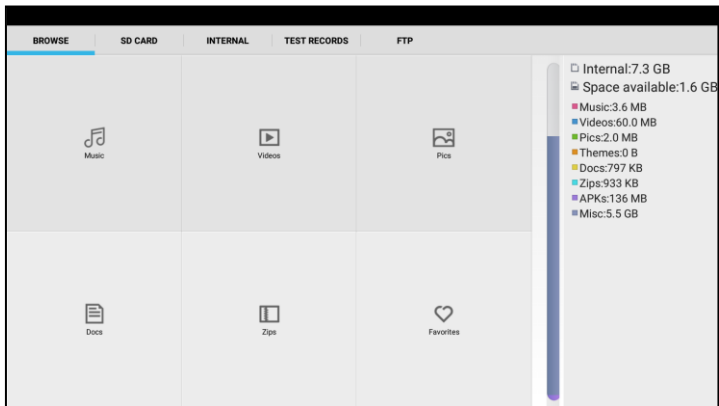 BROWSE SD CARD INTERNAL TEST RECORDS FTP
Music Videos Pics
Docs Zips Favorites
Internal:7.3 GB
Space available:1.6 GB
Music:3.6 MB
Videos:60.0 MB
Pics:2.0 MB
Themes:0 B
Docs:797 KB
Zips:933 KB
APKs:136 MB
Misc:5.5 GB